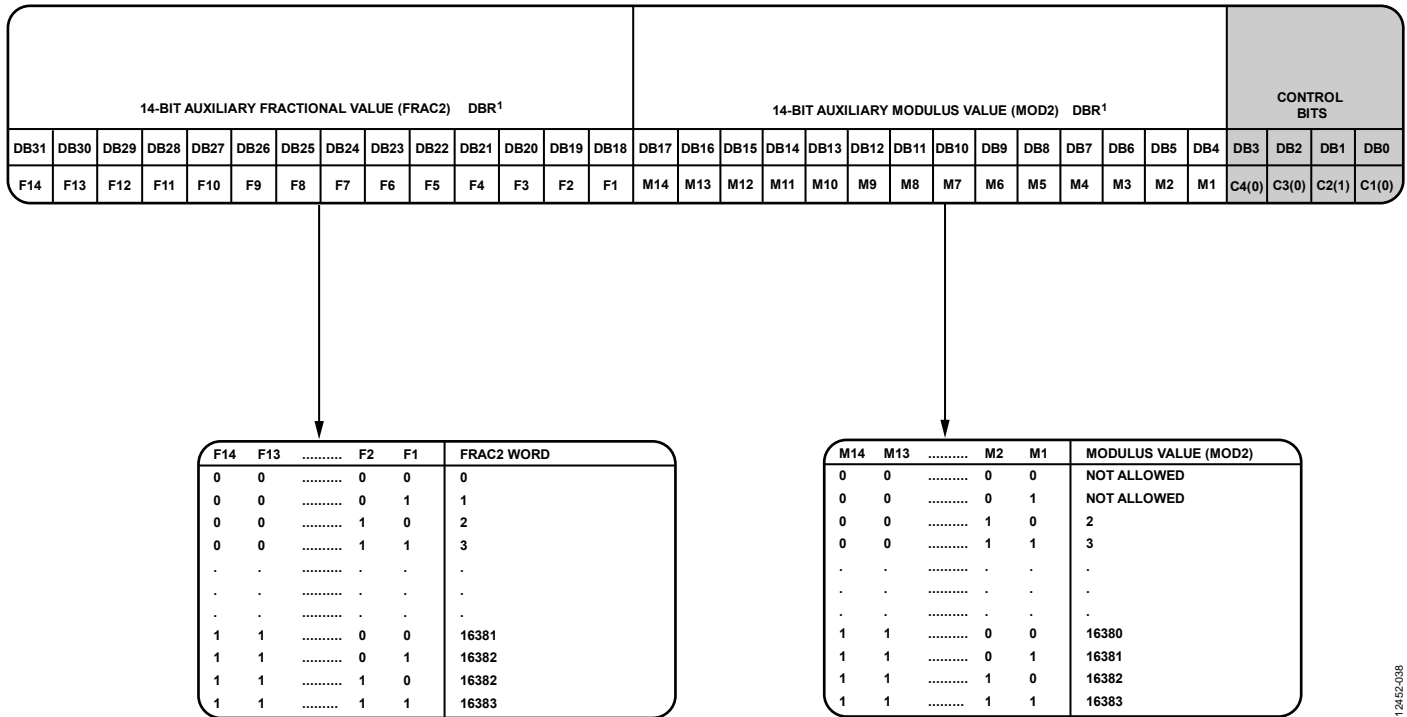 14-BIT AUXILIARY FRACTIONAL VALUE (FRAC2) DBR1 14-BIT AUXILIARY MODULUS VALUE (MOD2) DBR1 CONTROL BITS
DB31 DB30 DB29 DB28 DB27 DB26 DB25 DB24 DB23 DB22 DB21 DB20 DB19 DB18 DB17 DB16 DB15 DB14 DB13 DB12 DB11 DB10 DB9 DB8 DB7 DB6 DB5 DB4 DB3 DB2 DB1 DB0
F14 F13 F12 F11 F10 F9 F8 F7 F6 F5 F4 F3 F2 F1 M14 M13 M12 M11 M10 M9 M8 M7 M6 M5 M4 M3 M2 M1 C4(0) C3(0) C2(1) C1(0)
F14 F13 .......... F2 F1 FRAC2 WORD
0 0 .......... 0 0 0
0 0 .......... 0 1 1
0 0 .......... 1 0 2
0 0 .......... 1 1 3
. . .......... . . .
. . .......... . . .
. . .......... . . .
1 1 .......... 0 0 16381
1 1 .......... 0 1 16382
1 1 .......... 1 0 16382
1 1 ......... 1 1 16383
M14 M13 .......... M2 M1 MODULUS VALUE (MOD2)
0 0 .......... 0 0 NOT ALLOWED
0 0 .......... 0 1 NOT ALLOWED
0 0 .......... 1 0 2
0 0 .......... 1 1 3
. . .......... . . .
. . .......... . . .
. . .......... . . .
1 1 .......... 0 0 16380
1 1 .......... 0 1 16381
1 1 .......... 1 0 16382
1 1 ......... 1 1 16383
12452-038